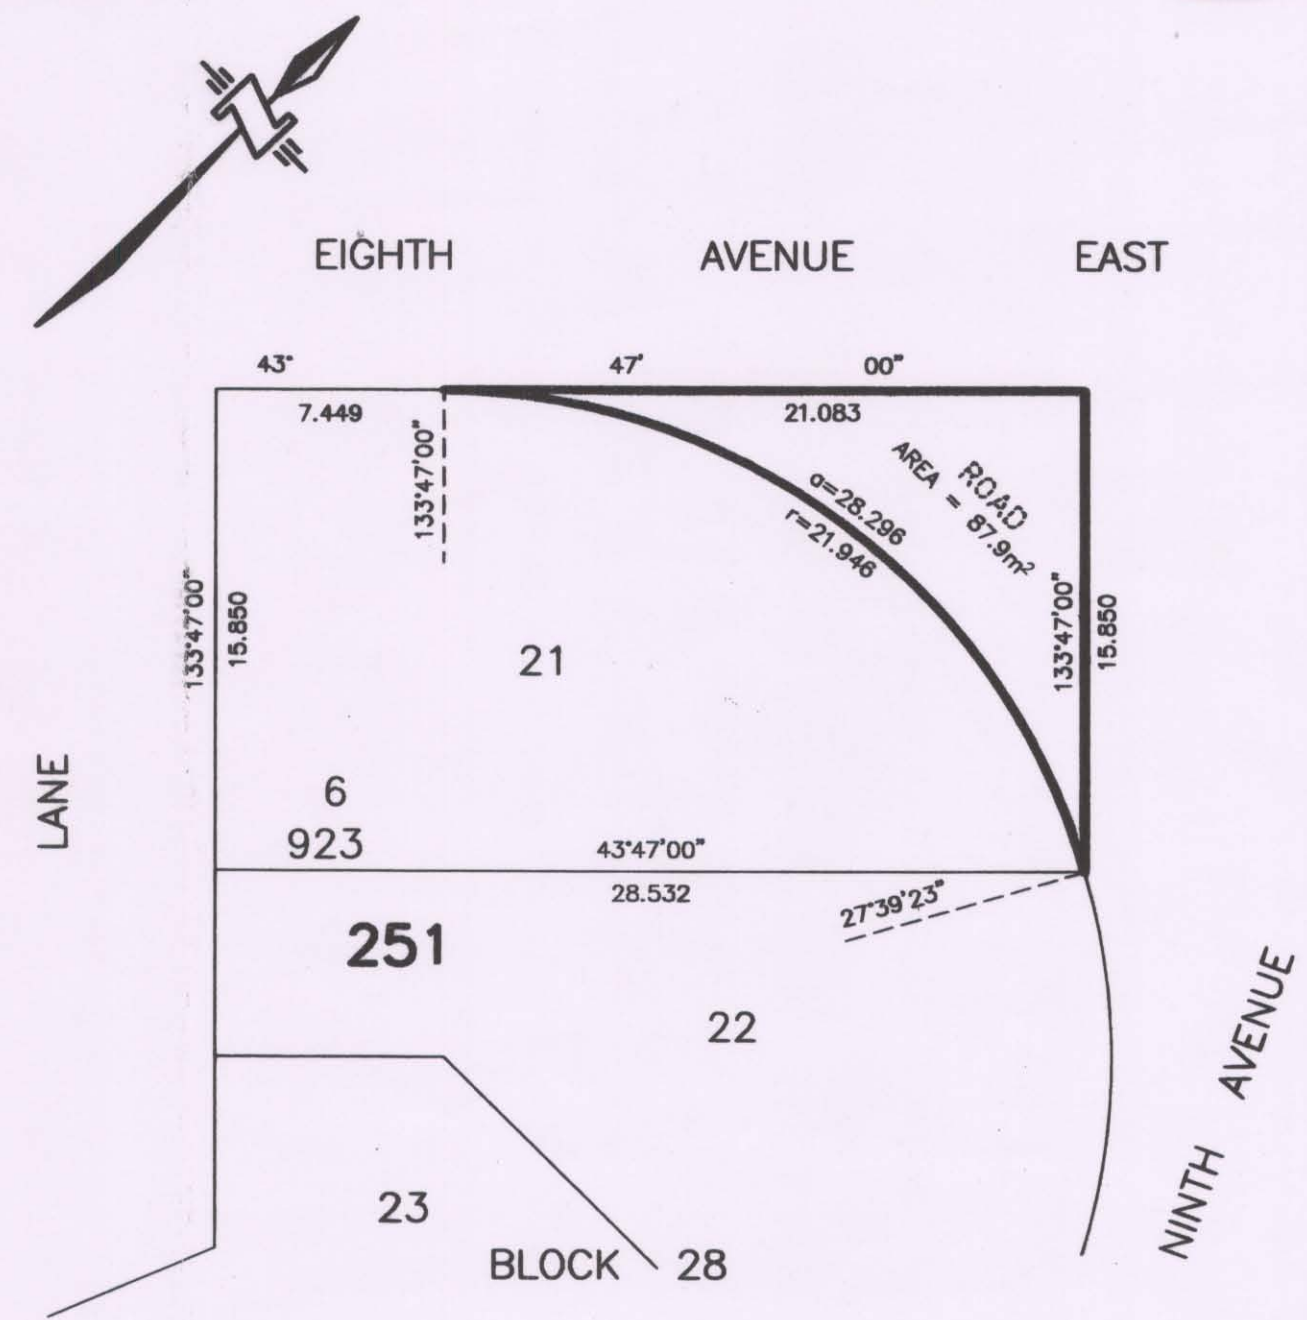 EIGHTH AVENUE EAST
43° 47' 00"
7.449 21.083
133°47'00"
a=28.296
r=21.946
ROAD
AREA = 87.9m²
133°47'00"
15.850
133°47'00"
15.850
21
LANE
6
923
43°47'00"
28.532
27°39'23"
251
22
NINTH AVENUE
23
BLOCK 28